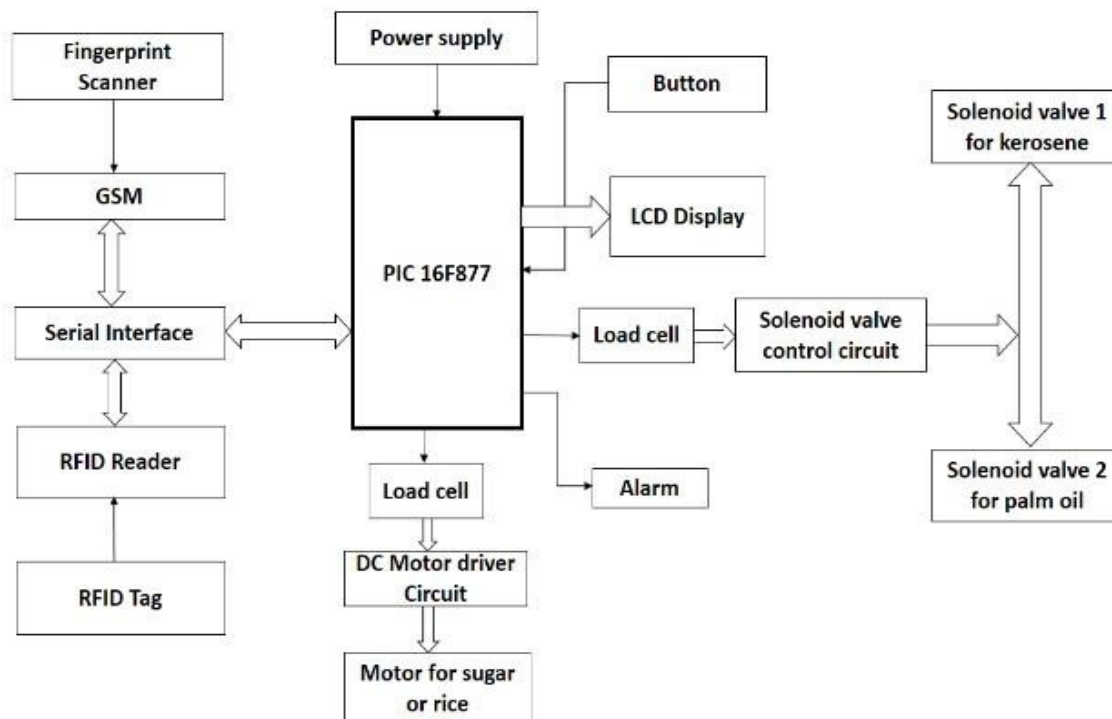 Power supply
Fingerprint
Scanner
Button
Solenoid valve 1
for kerosene
GSM
LCD Display
PIC 16F877
Serial Interface
Load cell
Solenoid valve
control circuit
RFID Reader
Load cell
Alarm
Solenoid valve 2
for palm oil
DC Motor driver
Circuit
RFID Tag
Motor for sugar
or rice